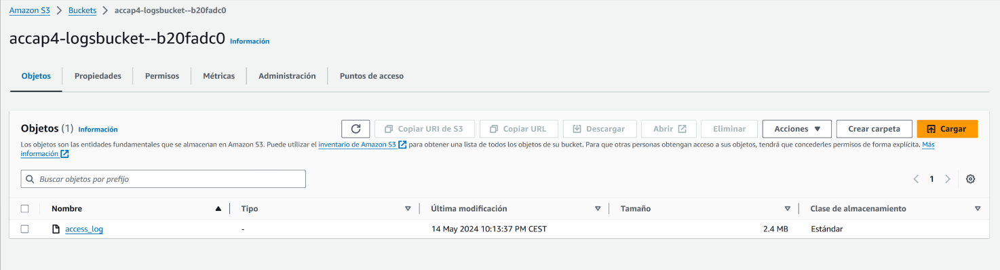 Amazon S3 > Buckets > accap4-logsbucket--b20fadc0
accap4-logsbucket--b20fadc0 Información
Objetos Propiedades Permisos Métricas Administración Puntos de acceso
Objetos (1) Información Copiar URI de S3 Copiar URL Descargar Abrir Eliminar Acciones Crear carpeta Cargar
Los objetos son las entidades fundamentales que se almacenan en Amazon S3. Puede utilizar el inventario de Amazon S3 para obtener una lista de todos los objetos de su bucket. Para que otras personas obtengan acceso a sus objetos, tendrá que concederles permisos de forma explícita. Más
información
Buscar objetos por prefijo 1
Nombre Tipo Última modificación Tamaño Clase de almacenamiento
access_log - 14 May 2024 10:13:37 PM CEST 2.4 MB Estándar